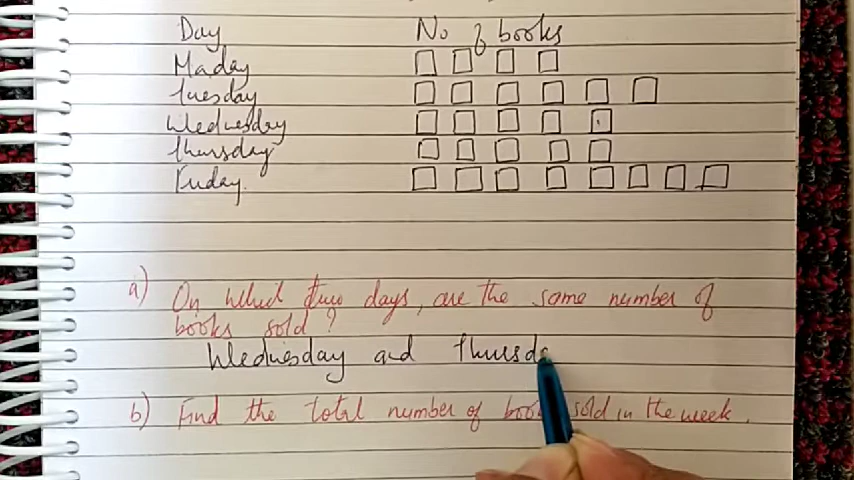 Day No of books
Monday
Tuesday
Wednesday
Thursday
Friday
a) On which two days, are the same number of
books sold ?
Wednesday and Thursda
b) Find the total number of books sold in the week.